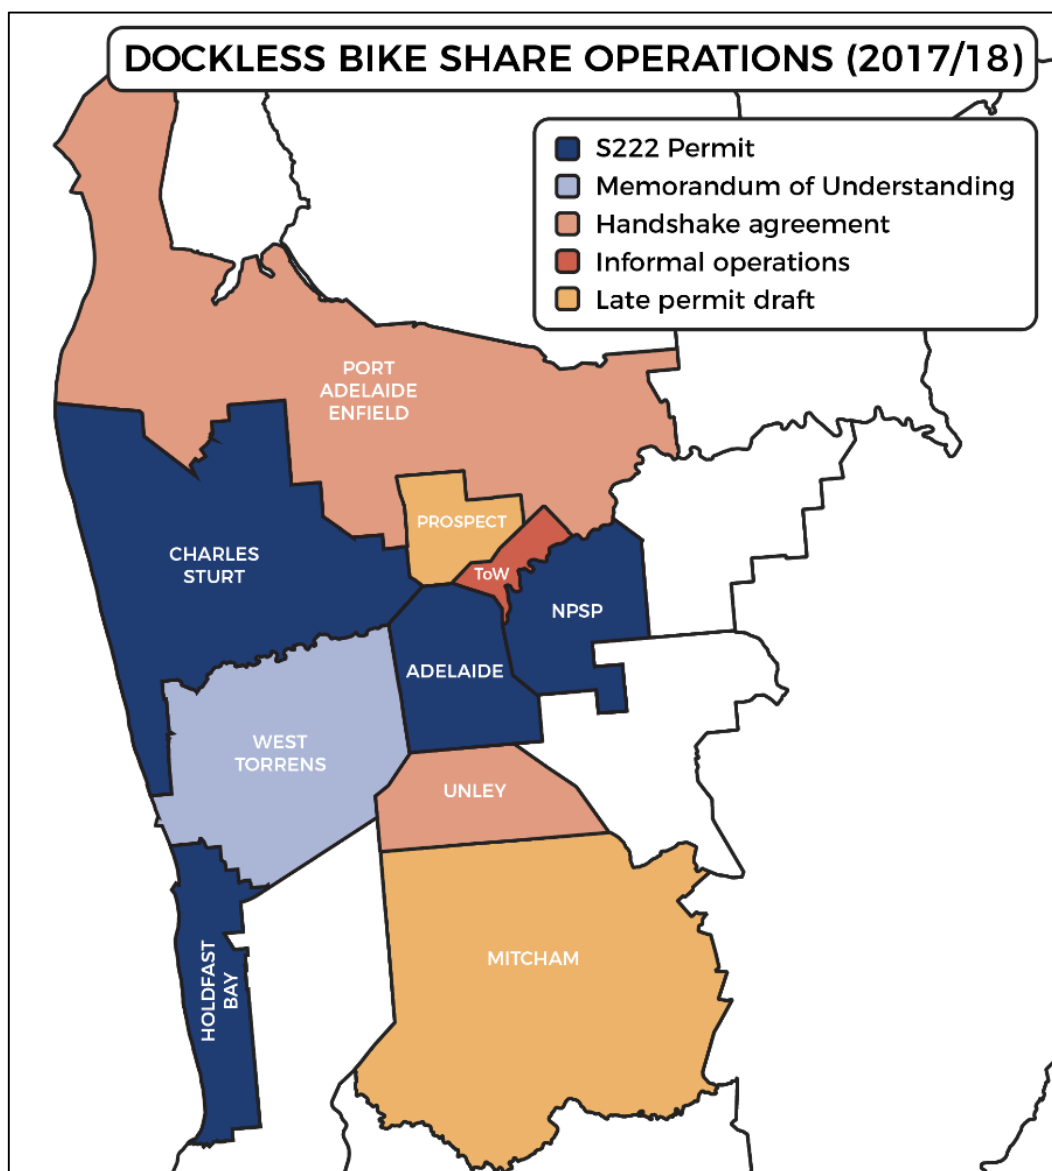 DOCKLESS BIKE SHARE OPERATIONS (2017/18)
S222 Permit
Memorandum of Understanding
Handshake agreement
Informal operations
Late permit draft
PORT
ADELAIDE
ENFIELD
PROSPECT
CHARLES
STURT
ToW
NPSP
ADELAIDE
WEST
TORRENS
UNLEY
MITCHAM
HOLDFAST
BAY